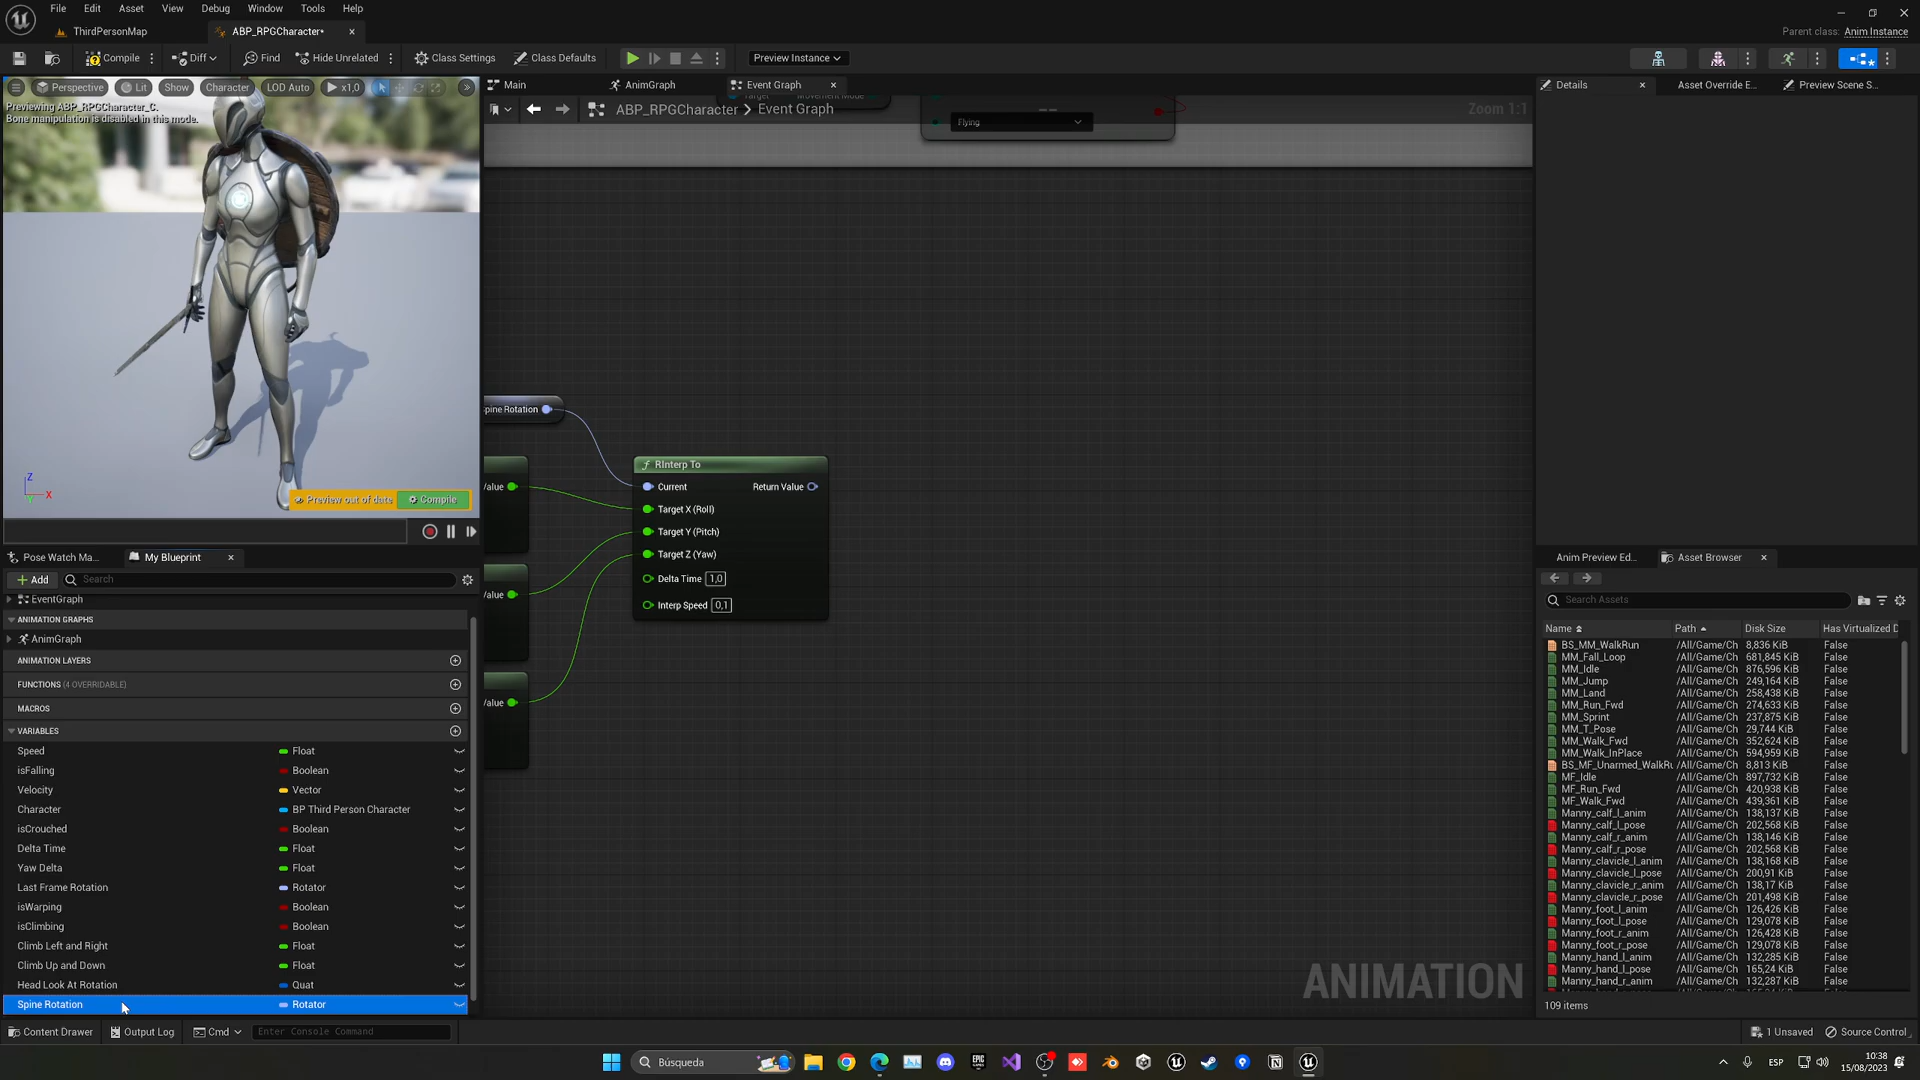 File Edit Asset View Debug Window Tools Help
ThirdPersonMap
ABP_RPGCharacter*
Parent class: Anim Instance
Compile
Diff
Find
Hide Unrelated
Class Settings
Class Defaults
Preview Instance
Perspective
Lit
Show
Character
LOD Auto
x1,0
Previewing ABP_RPGCharacter_C.
Bone manipulation is disabled in this mode.
Z
X
Preview out of date
Compile
Main
AnimGraph
Event Graph
ABP_RPGCharacter > Event Graph
Zoom 1:1
Flying
Spine Rotation
RInterp To
Current
Return Value
Target X (Roll)
Target Y (Pitch)
Target Z (Yaw)
Delta Time 1,0
Interp Speed 0,1
Value
Value
Value
ANIMATION
Pose Watch Ma...
My Blueprint
Add
Search
EventGraph
ANIMATION GRAPHS
AnimGraph
ANIMATION LAYERS
FUNCTIONS (4 OVERRIDABLE)
MACROS
VARIABLES
Speed Float
isFalling Boolean
Velocity Vector
Character BP Third Person Character
isCrouched Boolean
Delta Time Float
Yaw Delta Float
Last Frame Rotation Rotator
isWarping Boolean
isClimbing Boolean
Climb Left and Right Float
Climb Up and Down Float
Head Look At Rotation Quat
Spine Rotation Rotator
Details
Asset Override E...
Preview Scene S...
Anim Preview Ed...
Asset Browser
Search Assets
Name Path Disk Size Has Virtualized D
BS_MM_WalkRun /All/Game/Ch 8,836 KiB False
MM_Fall_Loop /All/Game/Ch 681,845 KiB False
MM_Idle /All/Game/Ch 876,596 KiB False
MM_Jump /All/Game/Ch 249,164 KiB False
MM_Land /All/Game/Ch 258,438 KiB False
MM_Run_Fwd /All/Game/Ch 274,633 KiB False
MM_Sprint /All/Game/Ch 237,875 KiB False
MM_T_Pose /All/Game/Ch 29,744 KiB False
MM_Walk_Fwd /All/Game/Ch 352,624 KiB False
MM_Walk_InPlace /All/Game/Ch 594,959 KiB False
BS_MF_Unarmed_WalkRu /All/Game/Ch 8,813 KiB False
MF_Idle /All/Game/Ch 897,732 KiB False
MF_Run_Fwd /All/Game/Ch 420,938 KiB False
MF_Walk_Fwd /All/Game/Ch 439,361 KiB False
Manny_calf_l_anim /All/Game/Ch 138,137 KiB False
Manny_calf_l_pose /All/Game/Ch 202,568 KiB False
Manny_calf_r_anim /All/Game/Ch 138,146 KiB False
Manny_calf_r_pose /All/Game/Ch 202,568 KiB False
Manny_clavicle_l_anim /All/Game/Ch 138,168 KiB False
Manny_clavicle_l_pose /All/Game/Ch 200,91 KiB False
Manny_clavicle_r_anim /All/Game/Ch 138,17 KiB False
Manny_clavicle_r_pose /All/Game/Ch 201,498 KiB False
Manny_foot_l_anim /All/Game/Ch 126,426 KiB False
Manny_foot_l_pose /All/Game/Ch 129,078 KiB False
Manny_foot_r_anim /All/Game/Ch 126,428 KiB False
Manny_foot_r_pose /All/Game/Ch 129,078 KiB False
Manny_hand_l_anim /All/Game/Ch 132,285 KiB False
Manny_hand_l_pose /All/Game/Ch 165,24 KiB False
Manny_hand_r_anim /All/Game/Ch 132,287 KiB False
109 items
Content Drawer
Output Log
Cmd
Enter Console Command
1 Unsaved
Source Control
Búsqueda
EPIC GAMES
ESP
10:38
15/08/2023